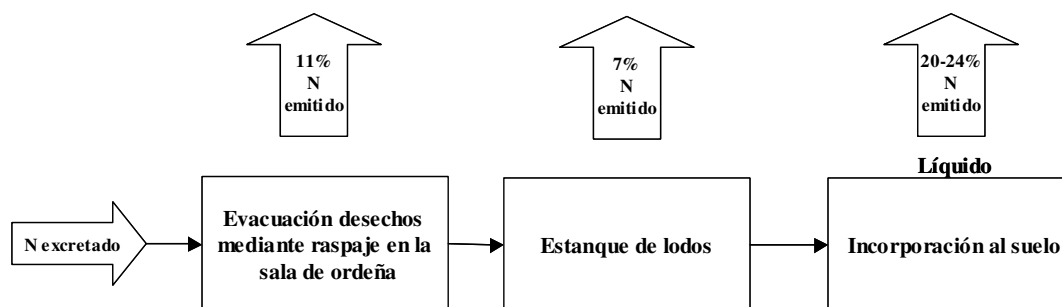 11%
N
emitido
7%
N
emitido
20-24%
N
emitido
Líquido
N excretado
Evacuación desechos
mediante raspaje en la
sala de ordeña
Estanque de lodos
Incorporación al suelo